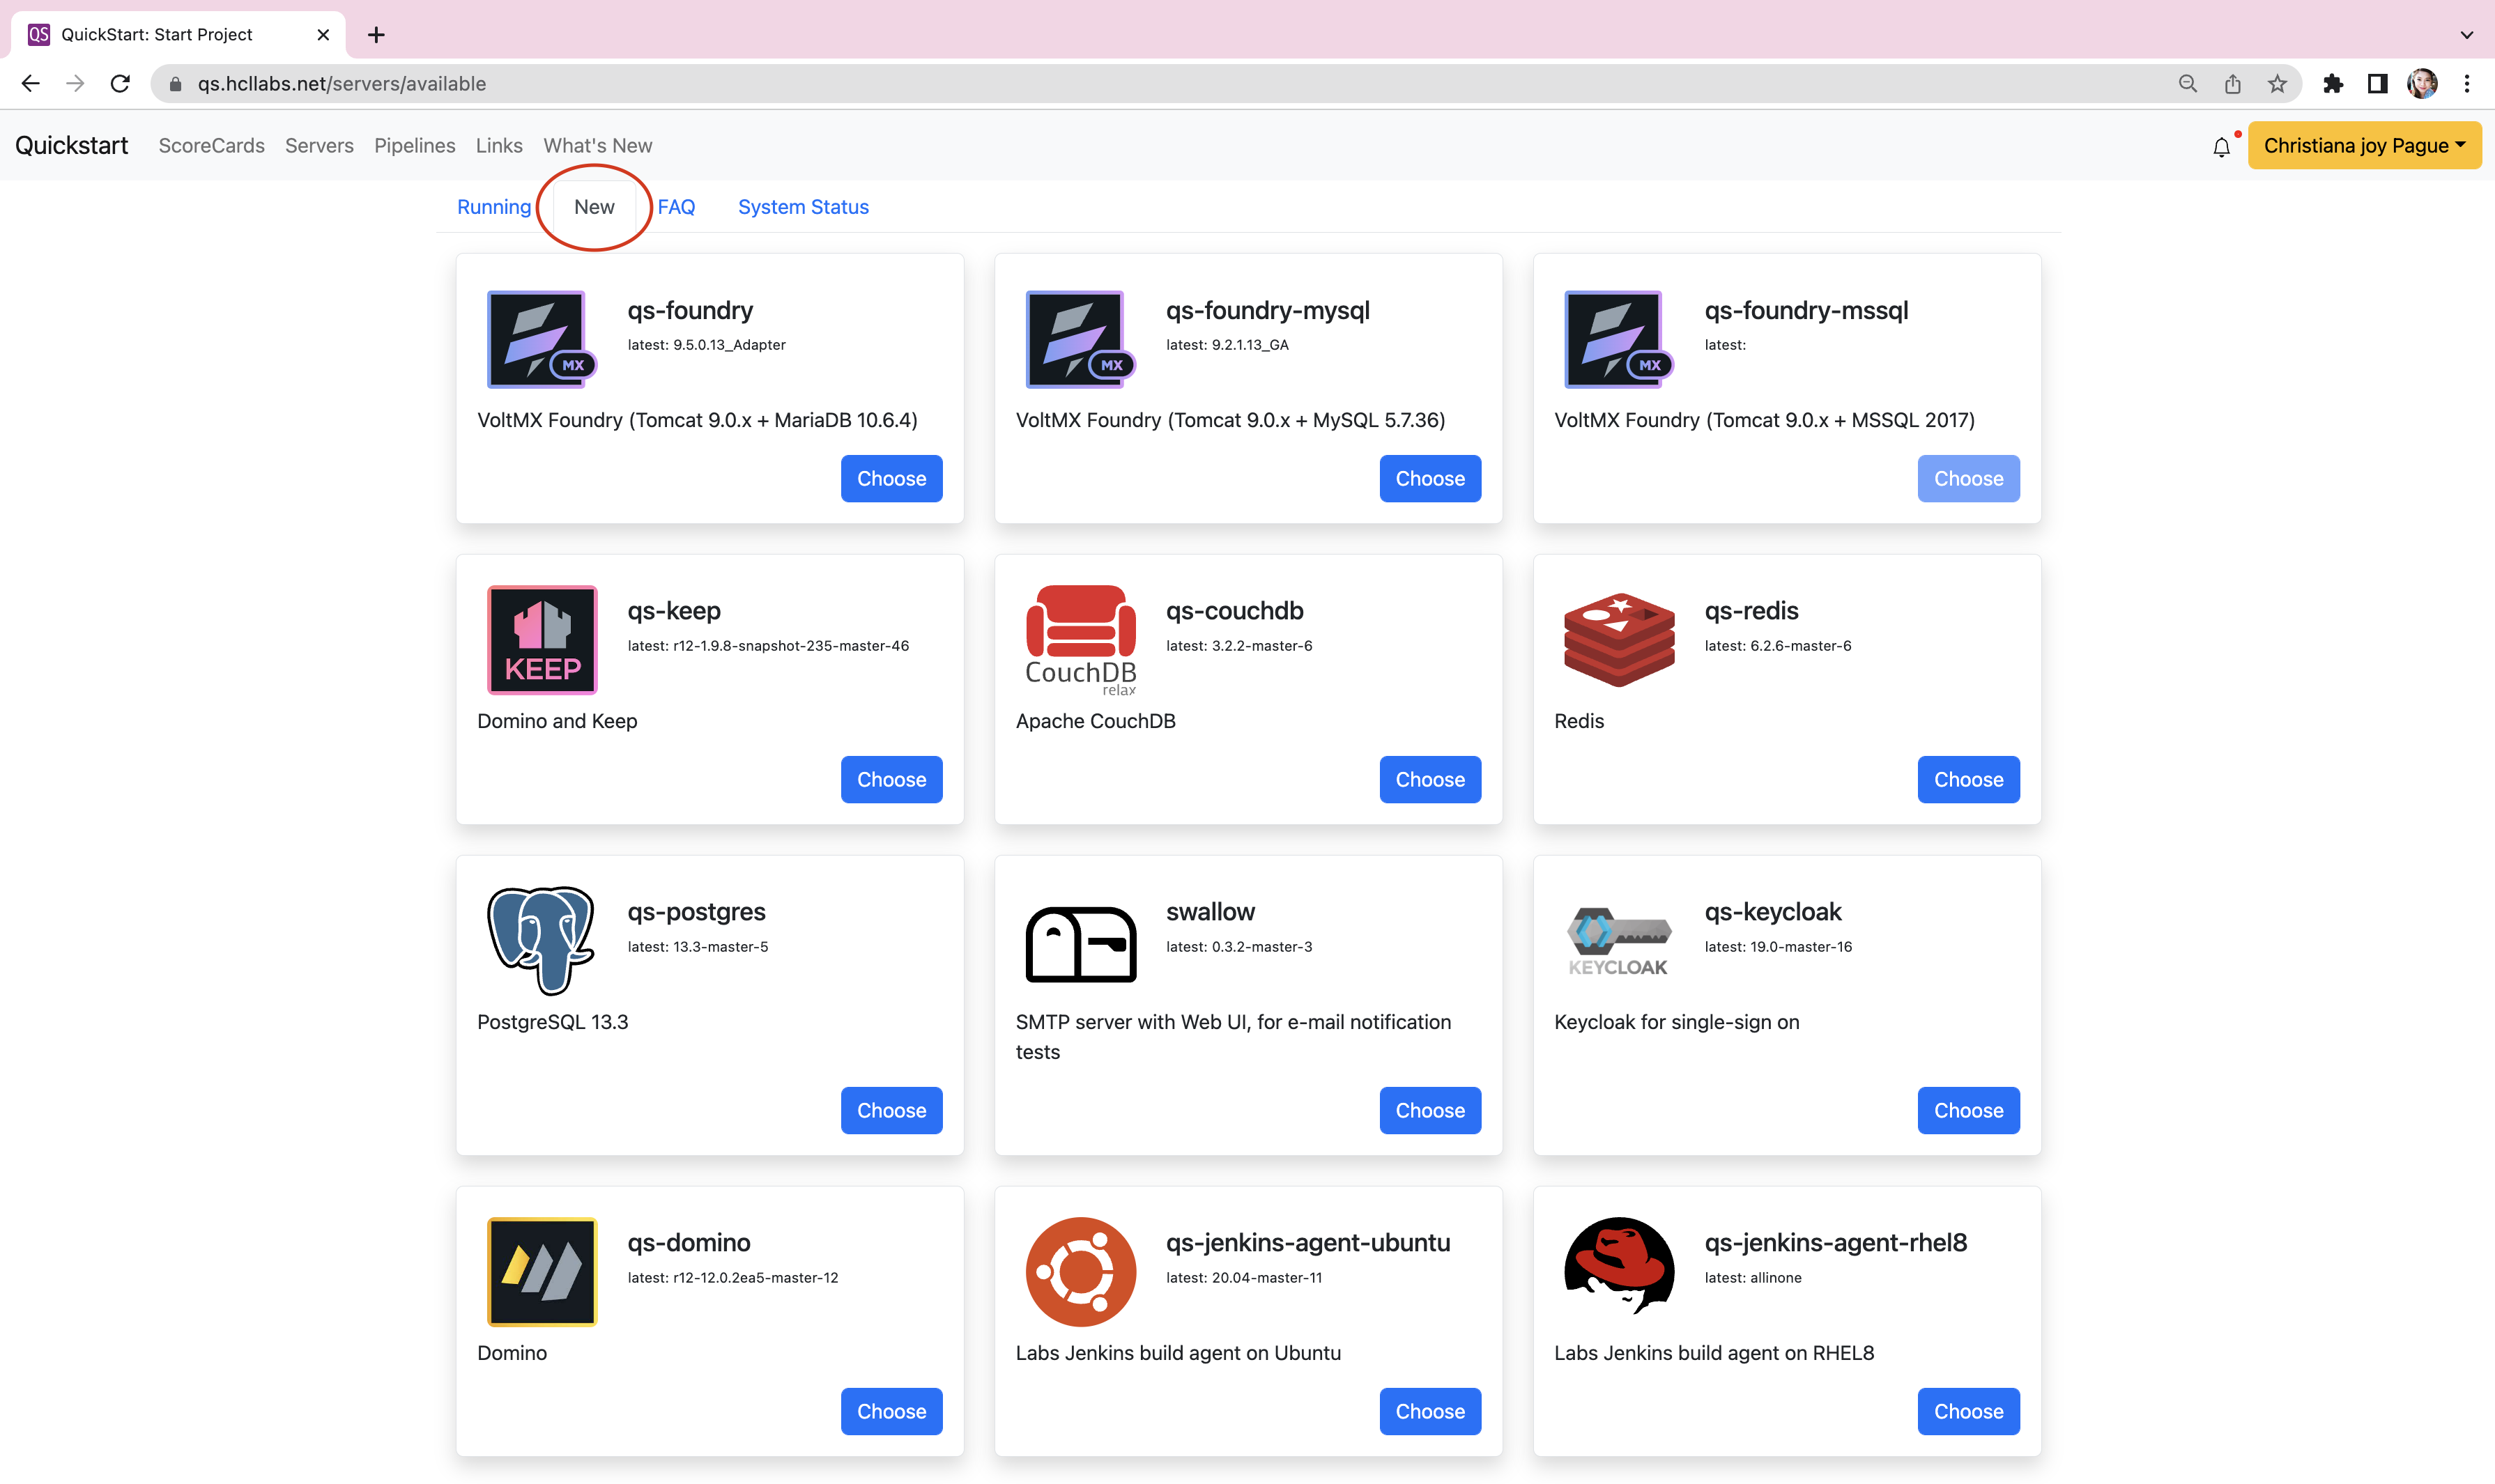 QS QuickStart: Start Project
qs.hcllabs.net/servers/available
Quickstart ScoreCards Servers Pipelines Links What's New Christiana joy Pague
Running New FAQ System Status
MX
qs-foundry
latest: 9.5.0.13_Adapter
VoltMX Foundry (Tomcat 9.0.x + MariaDB 10.6.4)
Choose
MX
qs-foundry-mysql
latest: 9.2.1.13_GA
VoltMX Foundry (Tomcat 9.0.x + MySQL 5.7.36)
Choose
MX
qs-foundry-mssql
latest:
VoltMX Foundry (Tomcat 9.0.x + MSSQL 2017)
Choose
KEEP
qs-keep
latest: r12-1.9.8-snapshot-235-master-46
Domino and Keep
Choose
CouchDB
relax
qs-couchdb
latest: 3.2.2-master-6
Apache CouchDB
Choose
qs-redis
latest: 6.2.6-master-6
Redis
Choose
qs-postgres
latest: 13.3-master-5
PostgreSQL 13.3
Choose
swallow
latest: 0.3.2-master-3
SMTP server with Web UI, for e-mail notification
tests
Choose
KEYCLOAK
qs-keycloak
latest: 19.0-master-16
Keycloak for single-sign on
Choose
qs-domino
latest: r12-12.0.2ea5-master-12
Domino
Choose
qs-jenkins-agent-ubuntu
latest: 20.04-master-11
Labs Jenkins build agent on Ubuntu
Choose
qs-jenkins-agent-rhel8
latest: allinone
Labs Jenkins build agent on RHEL8
Choose